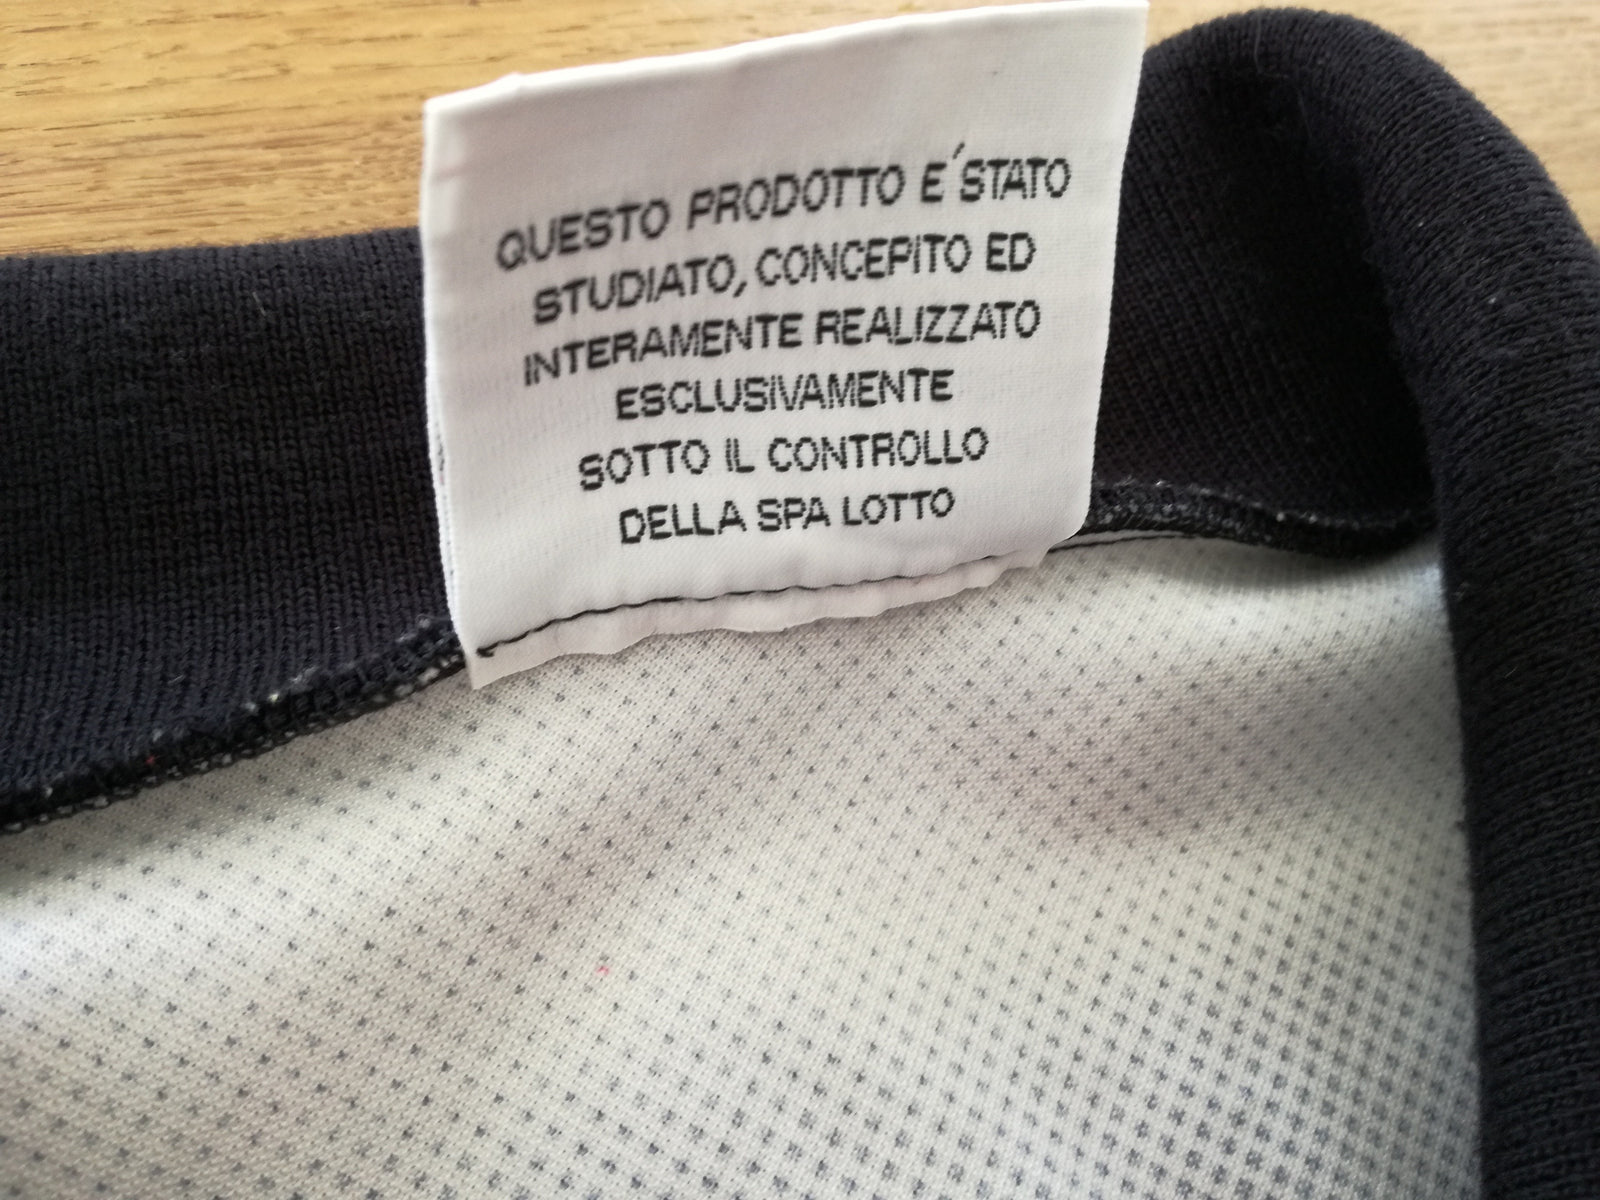 QUESTO PRODOTTO E´ STATO
STUDIATO, CONCEPITO ED
INTERAMENTE REALIZZATO
ESCLUSIVAMENTE
SOTTO IL CONTROLLO
DELLA SPA LOTTO